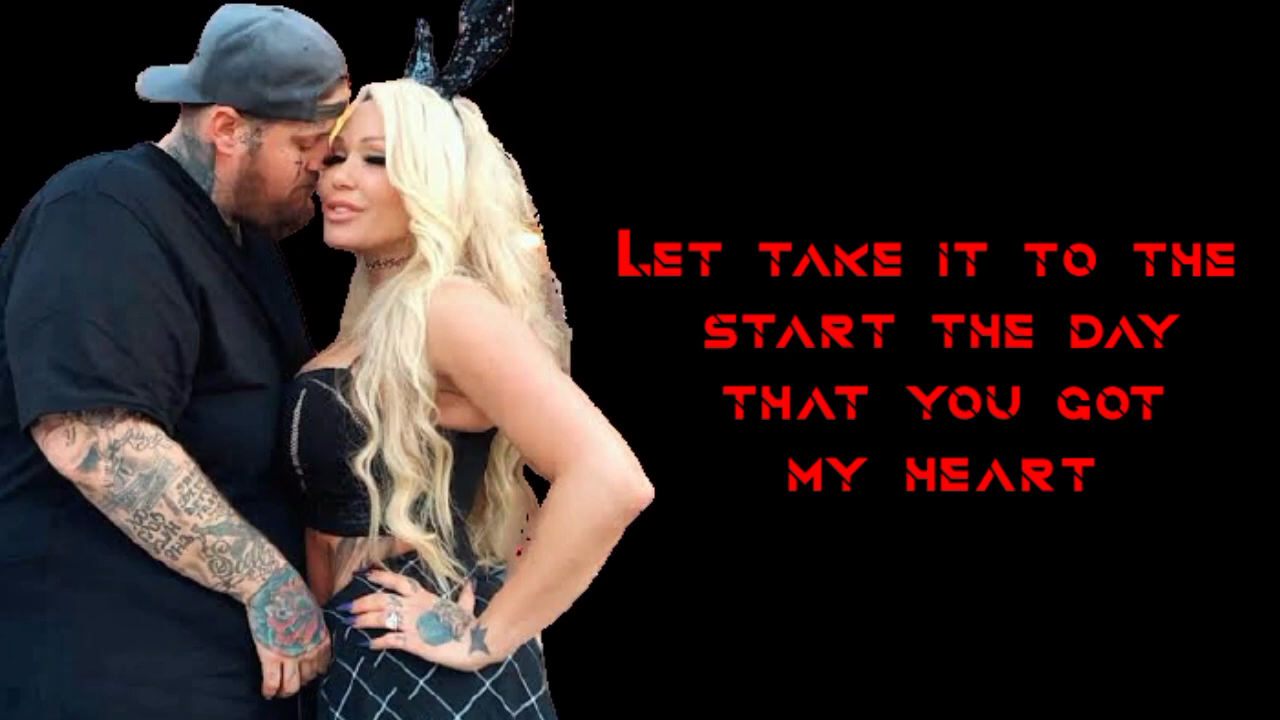 Let take it to the
start the day
that you got
my heart